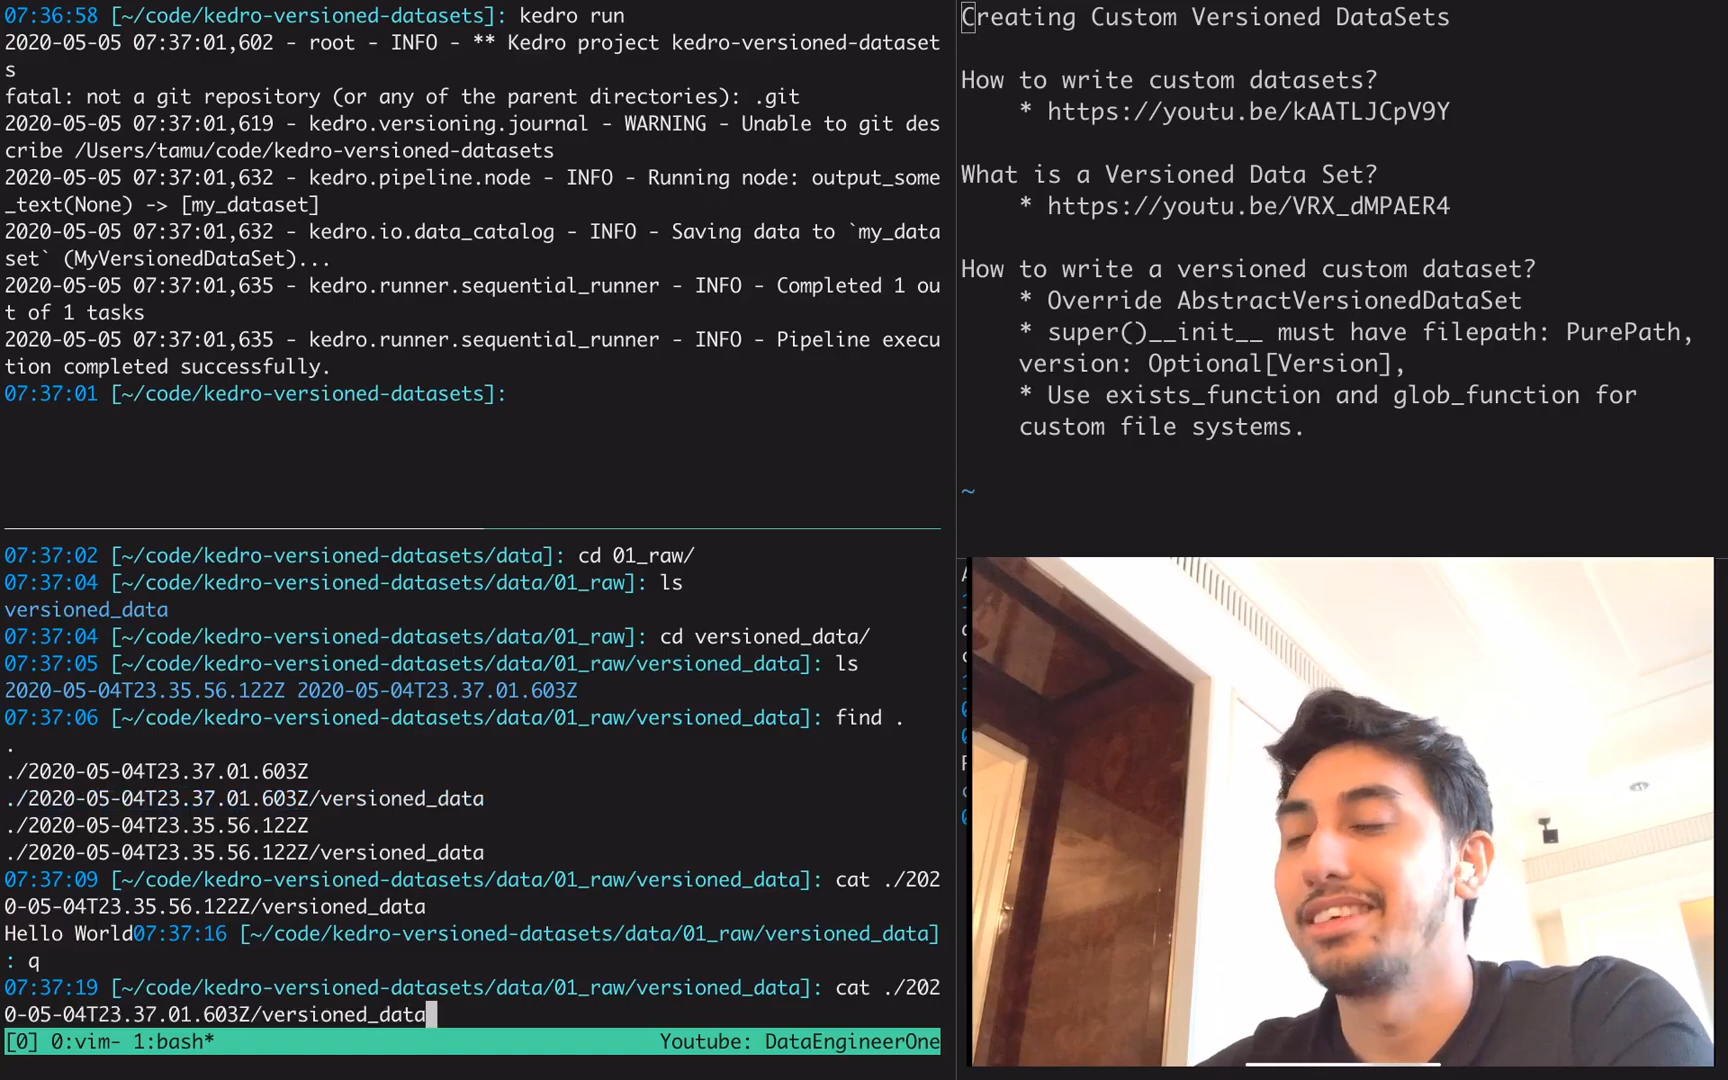 07:36:58 [~/code/kedro-versioned-datasets]: kedro run
2020-05-05 07:37:01,602 - root - INFO - ** Kedro project kedro-versioned-dataset
s
fatal: not a git repository (or any of the parent directories): .git
2020-05-05 07:37:01,619 - kedro.versioning.journal - WARNING - Unable to git des
cribe /Users/tamu/code/kedro-versioned-datasets
2020-05-05 07:37:01,632 - kedro.pipeline.node - INFO - Running node: output_some
_text(None) -> [my_dataset]
2020-05-05 07:37:01,632 - kedro.io.data_catalog - INFO - Saving data to `my_data
set` (MyVersionedDataSet)...
2020-05-05 07:37:01,635 - kedro.runner.sequential_runner - INFO - Completed 1 ou
t of 1 tasks
2020-05-05 07:37:01,635 - kedro.runner.sequential_runner - INFO - Pipeline execu
tion completed successfully.
07:37:01 [~/code/kedro-versioned-datasets]:
07:37:02 [~/code/kedro-versioned-datasets/data]: cd 01_raw/
07:37:04 [~/code/kedro-versioned-datasets/data/01_raw]: ls
versioned_data
07:37:04 [~/code/kedro-versioned-datasets/data/01_raw]: cd versioned_data/
07:37:05 [~/code/kedro-versioned-datasets/data/01_raw/versioned_data]: ls
2020-05-04T23.35.56.122Z 2020-05-04T23.37.01.603Z
07:37:06 [~/code/kedro-versioned-datasets/data/01_raw/versioned_data]: find .
.
./2020-05-04T23.37.01.603Z
./2020-05-04T23.37.01.603Z/versioned_data
./2020-05-04T23.35.56.122Z
./2020-05-04T23.35.56.122Z/versioned_data
07:37:09 [~/code/kedro-versioned-datasets/data/01_raw/versioned_data]: cat ./202
0-05-04T23.35.56.122Z/versioned_data
Hello World07:37:16 [~/code/kedro-versioned-datasets/data/01_raw/versioned_data]
: q
07:37:19 [~/code/kedro-versioned-datasets/data/01_raw/versioned_data]: cat ./202
0-05-04T23.37.01.603Z/versioned_data
[0] 0:vim- 1:bash* Youtube: DataEngineerOne
Creating Custom Versioned DataSets
How to write custom datasets?
* https://youtu.be/kAATLJCpV9Y
What is a Versioned Data Set?
* https://youtu.be/VRX_dMPAER4
How to write a versioned custom dataset?
* Override AbstractVersionedDataSet
* super()__init__ must have filepath: PurePath,
version: Optional[Version],
* Use exists_function and glob_function for
custom file systems.
~